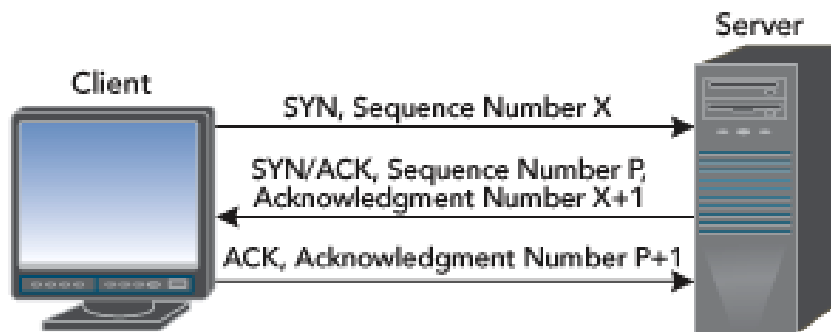 Server
Client
SYN, Sequence Number X
SYN/ACK, Sequence Number P,
Acknowledgment Number X+1
ACK, Acknowledgment Number P+1